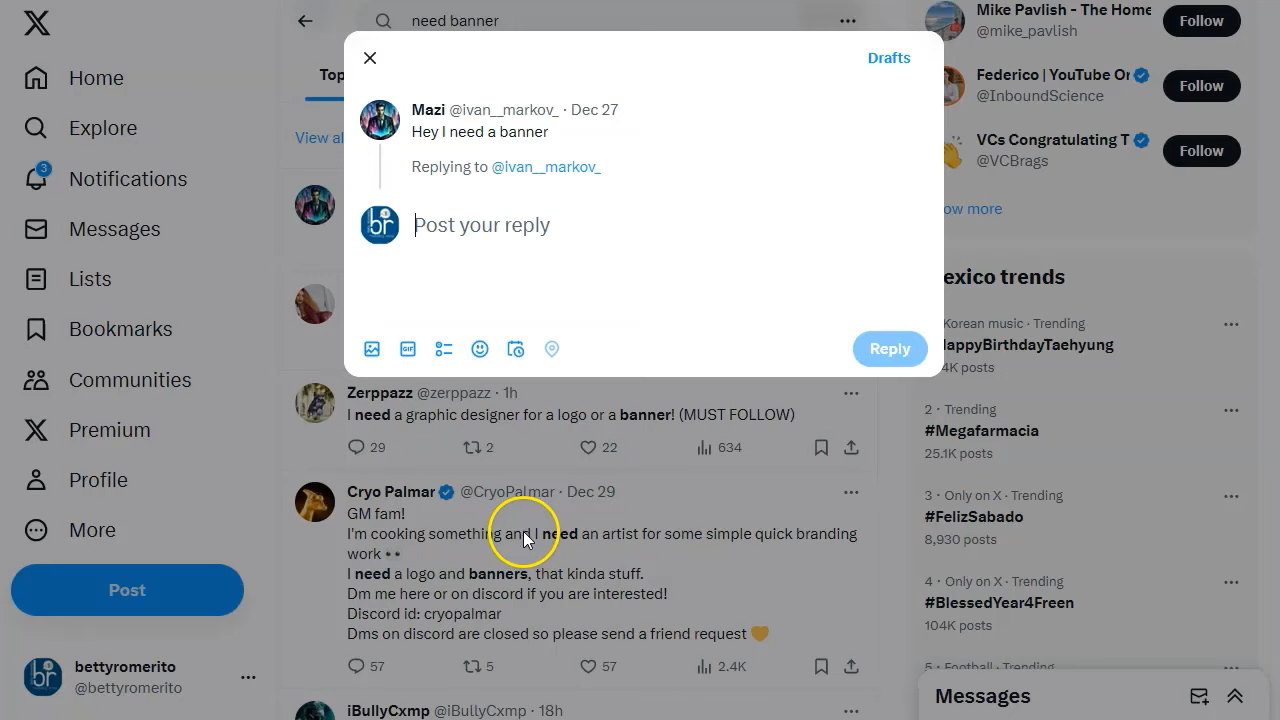 need banner
Home
Explore
3
Notifications
Messages
Lists
Bookmarks
Communities
Premium
Profile
More
Post
bettyromerito
@bettyromerito
Top
View al
Drafts
Mazi @ivan__markov_ · Dec 27
Hey I need a banner
Replying to @ivan__markov_
br
Post your reply
GIF
Reply
Zerppazz @zerppazz · 1h
I need a graphic designer for a logo or a banner! (MUST FOLLOW)
29 2 22 634
Cryo Palmar @CryoPalmar · Dec 29
GM fam!
I'm cooking something and I need an artist for some simple quick branding
work 👀
I need a logo and banners, that kinda stuff.
Dm me here or on discord if you are interested!
Discord id: cryopalmar
Dms on discord are closed so please send a friend request 🧡
57 5 57 2.4K
iBullyCxmp @iBullyCxmp · 18h
Mike Pavlish - The Home
@mike_pavlish
Follow
Federico | YouTube Or
@InboundScience
Follow
VCs Congratulating T
@VCBrags
Follow
ow more
exico trends
Korean music · Trending
HappyBirthdayTaehyung
4K posts
2 · Trending
#Megafarmacia
25.1K posts
3 · Only on X · Trending
#FelizSabado
8,930 posts
4 · Only on X · Trending
#BlessedYear4Freen
104K posts
5 · Football · Trending
Messages